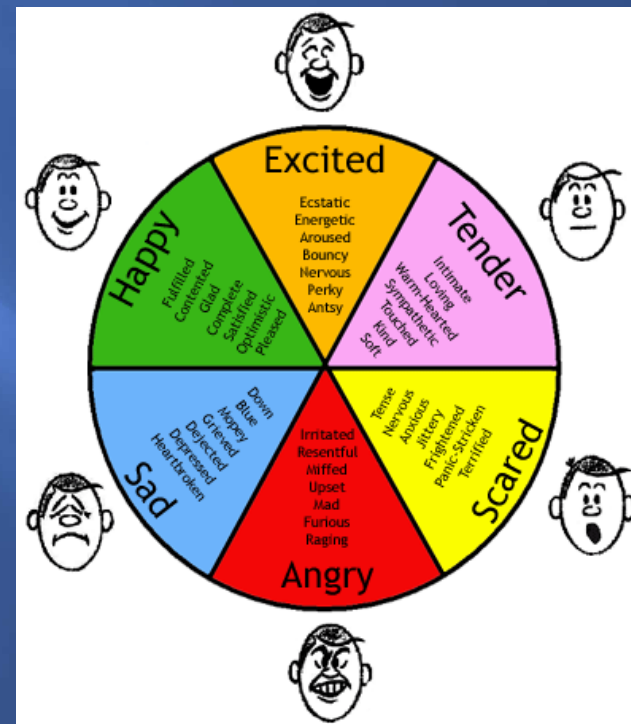 Excited
Ecstatic
Energetic
Aroused
Bouncy
Nervous
Perky
Antsy
Tender
Intimate
Loving
Warm-Hearted
Sympathetic
Touched
Kind
Soft
Scared
Tense
Nervous
Anxious
Jittery
Frightened
Panic-Stricken
Terrified
Angry
Irritated
Resentful
Miffed
Upset
Mad
Furious
Raging
Sad
Down
Blue
Mopey
Grieved
Dejected
Depressed
Heartbroken
Happy
Fulfilled
Contented
Glad
Complete
Satisfied
Optimistic
Pleased